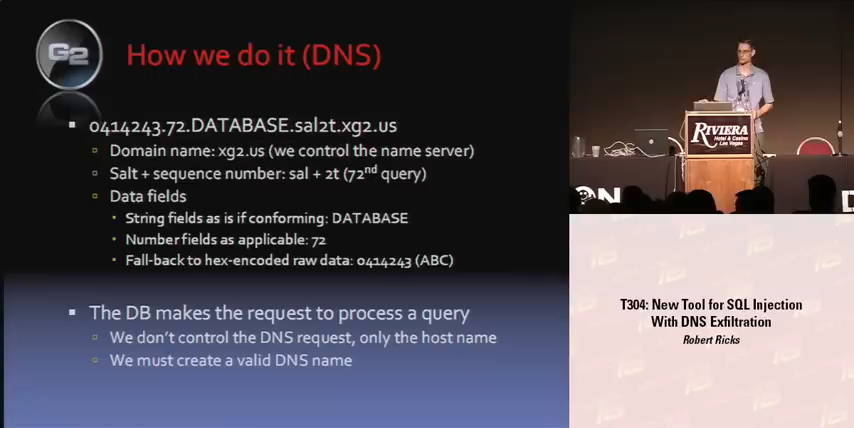 G2
How we do it (DNS)
0414243.72.DATABASE.sal2t.xg2.us
Domain name: xg2.us (we control the name server)
Salt + sequence number: sal + 2t (72nd query)
Data fields
String fields as is if conforming: DATABASE
Number fields as applicable: 72
Fall-back to hex-encoded raw data: 0414243 (ABC)
The DB makes the request to process a query
We don't control the DNS request, only the host name
We must create a valid DNS name
RIVIERA
Hotel & Casino
Las Vegas
T304: New Tool for SQL Injection
With DNS Exfiltration
Robert Ricks